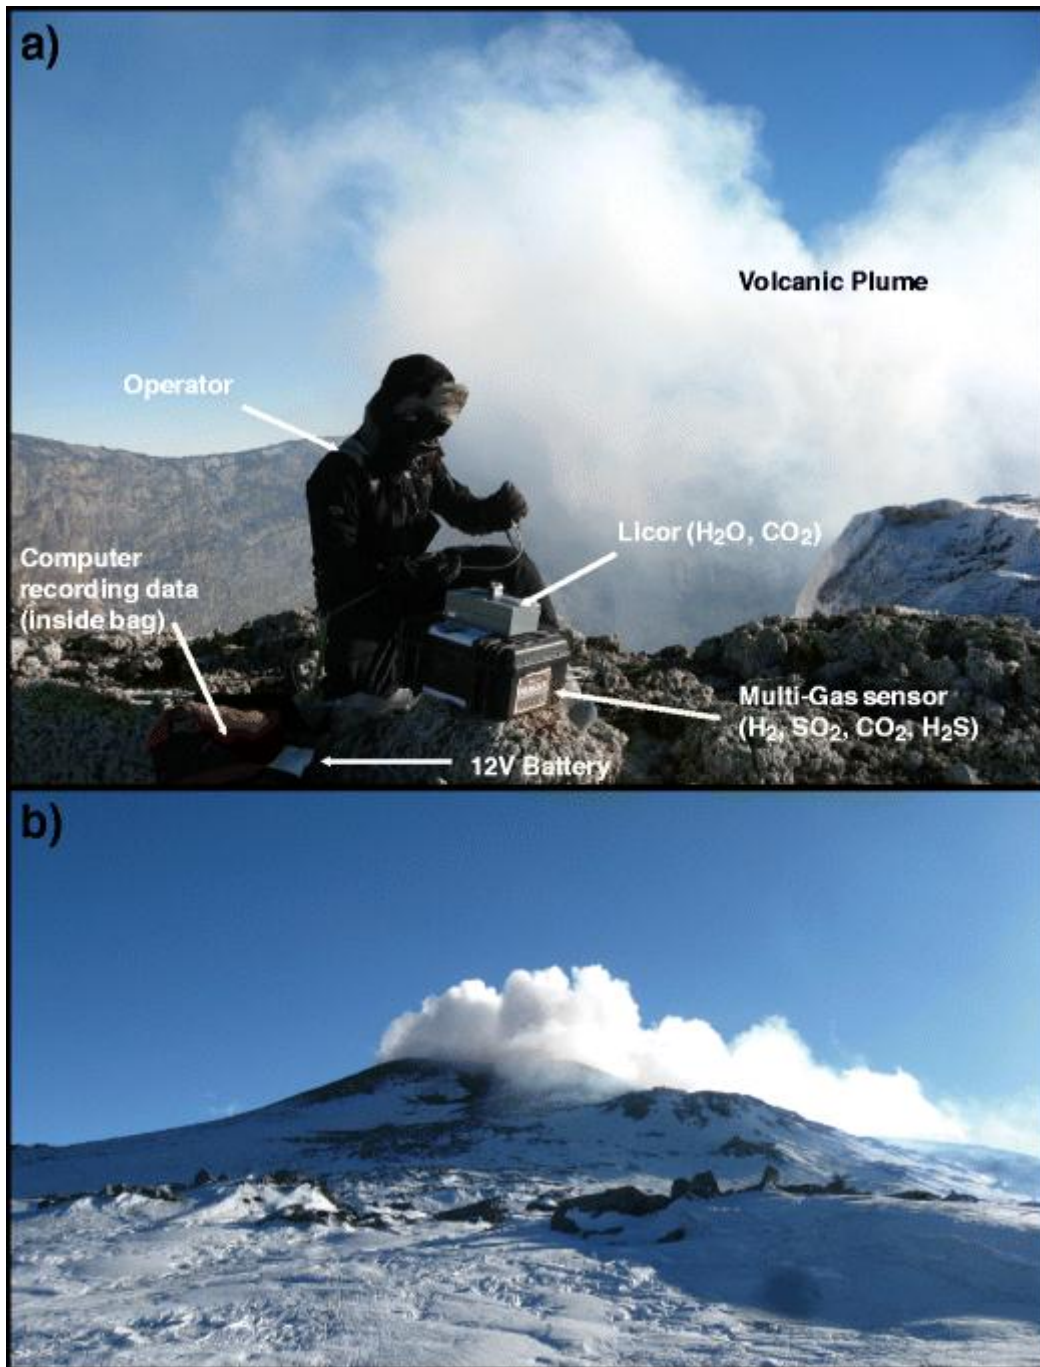 a)
Volcanic Plume
Operator
Licor (H₂O, CO₂)
Computer
recording data
(inside bag)
Multi-Gas sensor
(H₂, SO₂, CO₂, H₂S)
12V Battery
b)